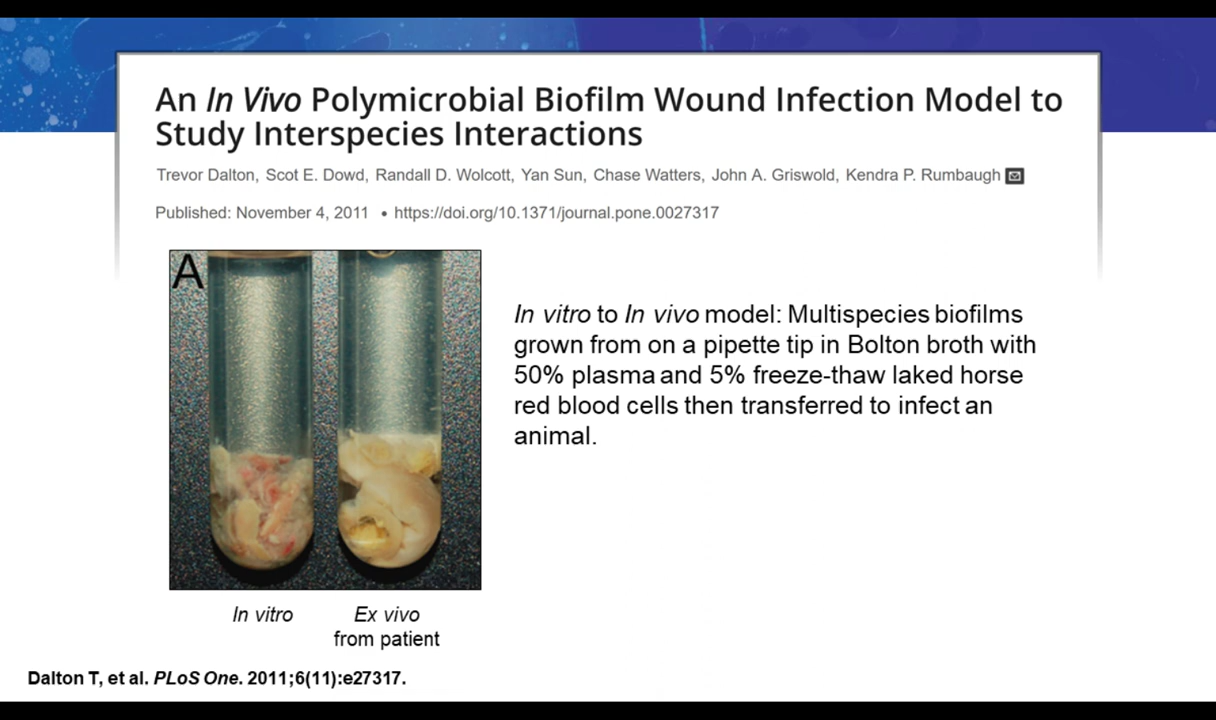 An In Vivo Polymicrobial Biofilm Wound Infection Model to
Study Interspecies Interactions
Trevor Dalton, Scot E. Dowd, Randall D. Wolcott, Yan Sun, Chase Watters, John A. Griswold, Kendra P. Rumbaugh
Published: November 4, 2011 • https://doi.org/10.1371/journal.pone.0027317
A
In vitro to In vivo model: Multispecies biofilms
grown from on a pipette tip in Bolton broth with
50% plasma and 5% freeze-thaw laked horse
red blood cells then transferred to infect an
animal.
In vitro
Ex vivo
from patient
Dalton T, et al. PLoS One. 2011;6(11):e27317.